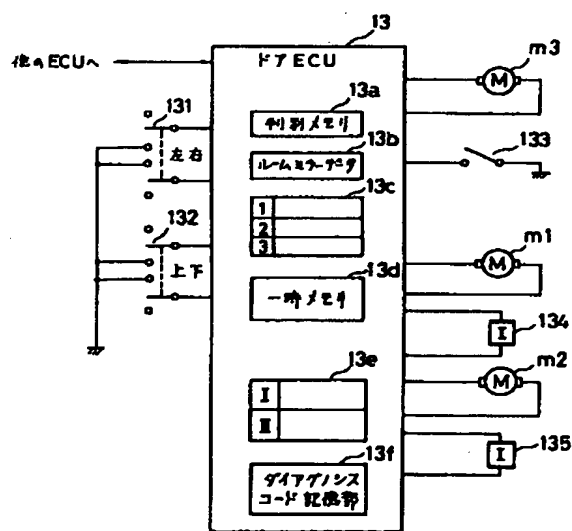 13
他のECUへ
ドアECU
m3
M
131
13a
判別メモリ
13b
133
左右
ルームミラーデータ
13c
1
2
3
132
m1
上下
13d
M
一時メモリ
134
I
13e
m2
I
M
II
13f
I
135
ダイアグノシス
コード記憶部